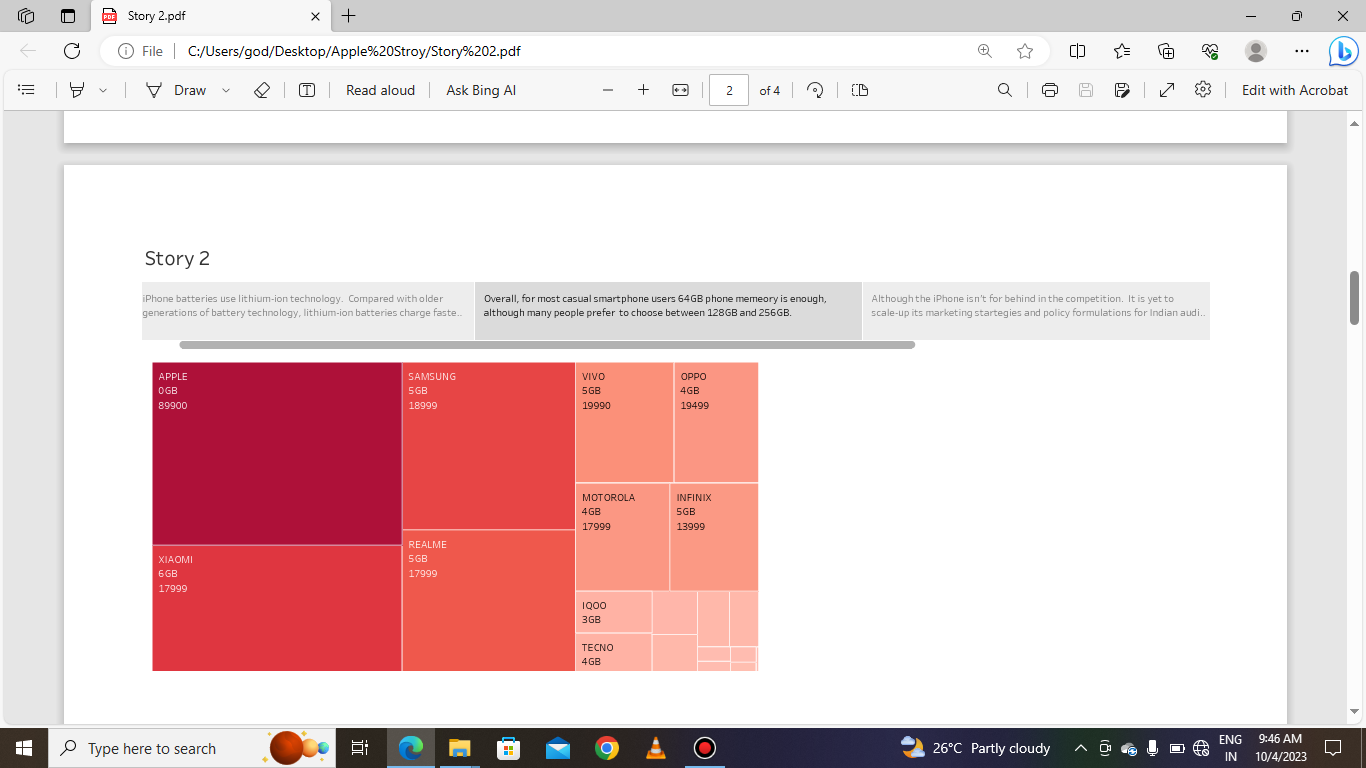 Story 2.pdf
File
C:/Users/god/Desktop/Apple%20Stroy/Story%202.pdf
Draw
Read aloud
Ask Bing AI
2
of 4
Edit with Acrobat
Story 2
iPhone batteries use lithium-ion technology. Compared with older
generations of battery technology, lithium-ion batteries charge faste..
Overall, for most casual smartphone users 64GB phone memeory is enough,
although many people prefer to choose between 128GB and 256GB.
Although the iPhone isn't for behind in the competition. It is yet to
scale-up its marketing startegies and policy formulations for Indian audi..
APPLE
0GB
89900
XIAOMI
6GB
17999
SAMSUNG
5GB
18999
REALME
5GB
17999
VIVO
5GB
19990
OPPO
4GB
19499
MOTOROLA
4GB
17999
INFINIX
5GB
13999
IQOO
3GB
TECNO
4GB
Type here to search
26°C Partly cloudy
ENG
IN
9:46 AM
10/4/2023